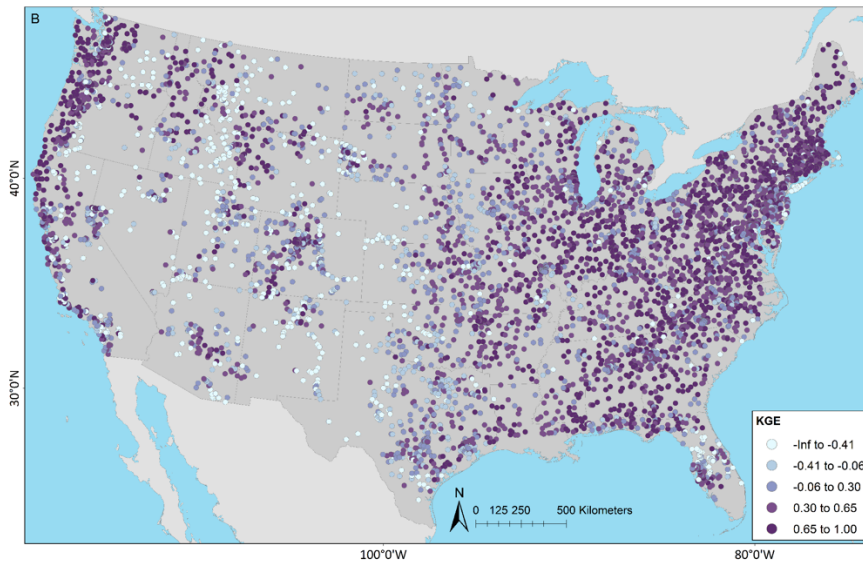 B
40°0'N
30°0'N
N
0 125 250 500 Kilometers
KGE
-Inf to -0.41
-0.41 to -0.06
-0.06 to 0.30
0.30 to 0.65
0.65 to 1.00
100°0'W
80°0'W